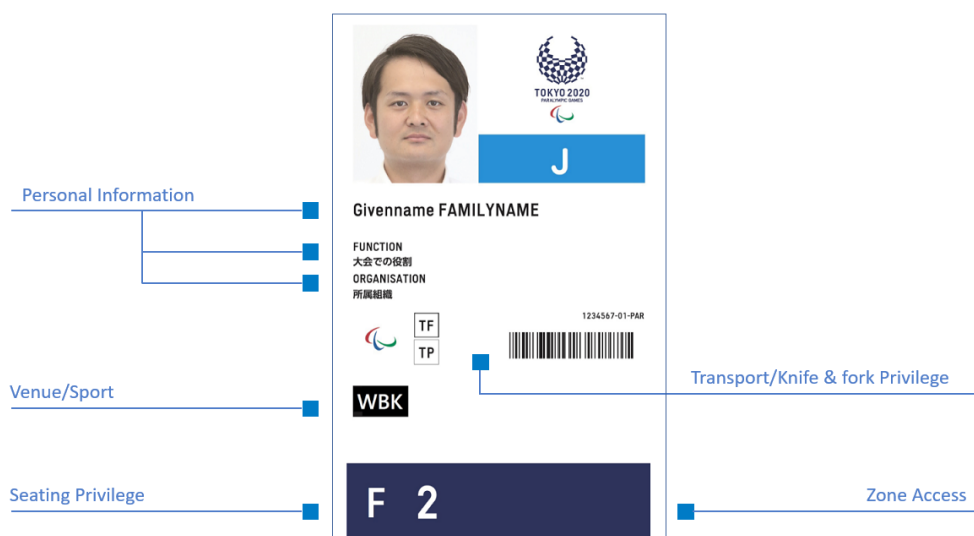 TOKYO 2020
PARALYMPIC GAMES
J
Personal Information
Givenname FAMILYNAME
FUNCTION
大会での役割
ORGANISATION
所属組織
1234567-01-PAR
TF
TP
Transport/Knife & fork Privilege
Venue/Sport
WBK
Seating Privilege
F 2
Zone Access